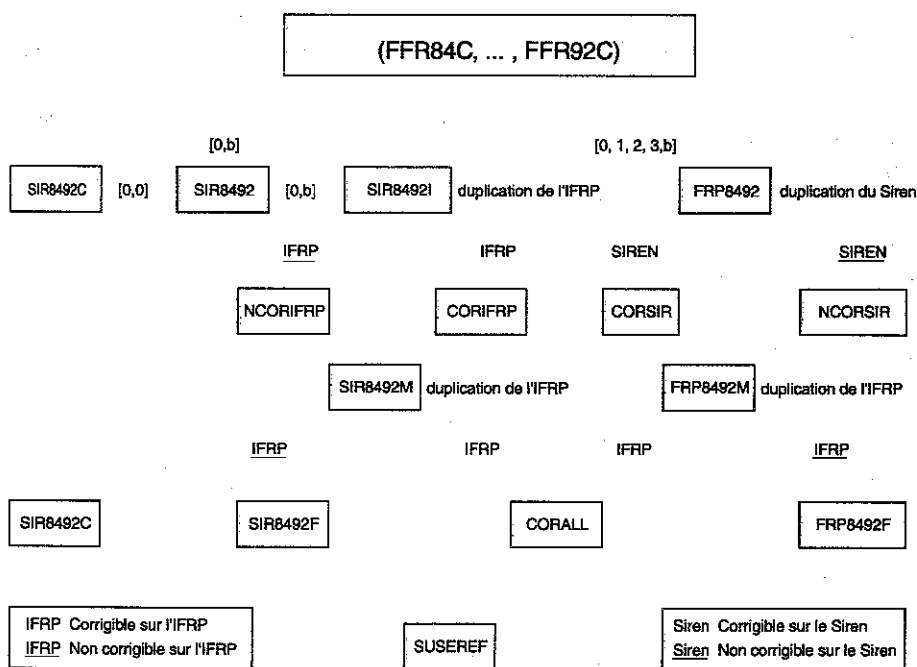 (FFR84C, ... , FFR92C)
[0,b] [0, 1, 2, 3,b]
SIR8492C [0,0] SIR8492 [0,b] SIR8492I duplication de l'IFRP FRP8492 duplication du Siren
IFRP IFRP SIREN SIREN
NCORIFRP CORIFRP CORSIR NCORSIR
SIR8492M duplication de l'IFRP FRP8492M duplication de l'IFRP
IFRP IFRP IFRP IFRP
SIR8492C SIR8492F CORALL FRP8492F
IFRP Corrigible sur l'IFRP
IFRP Non corrigible sur l'IFRP
SUSEREF
Siren Corrigible sur le Siren
Siren Non corrigible sur le Siren